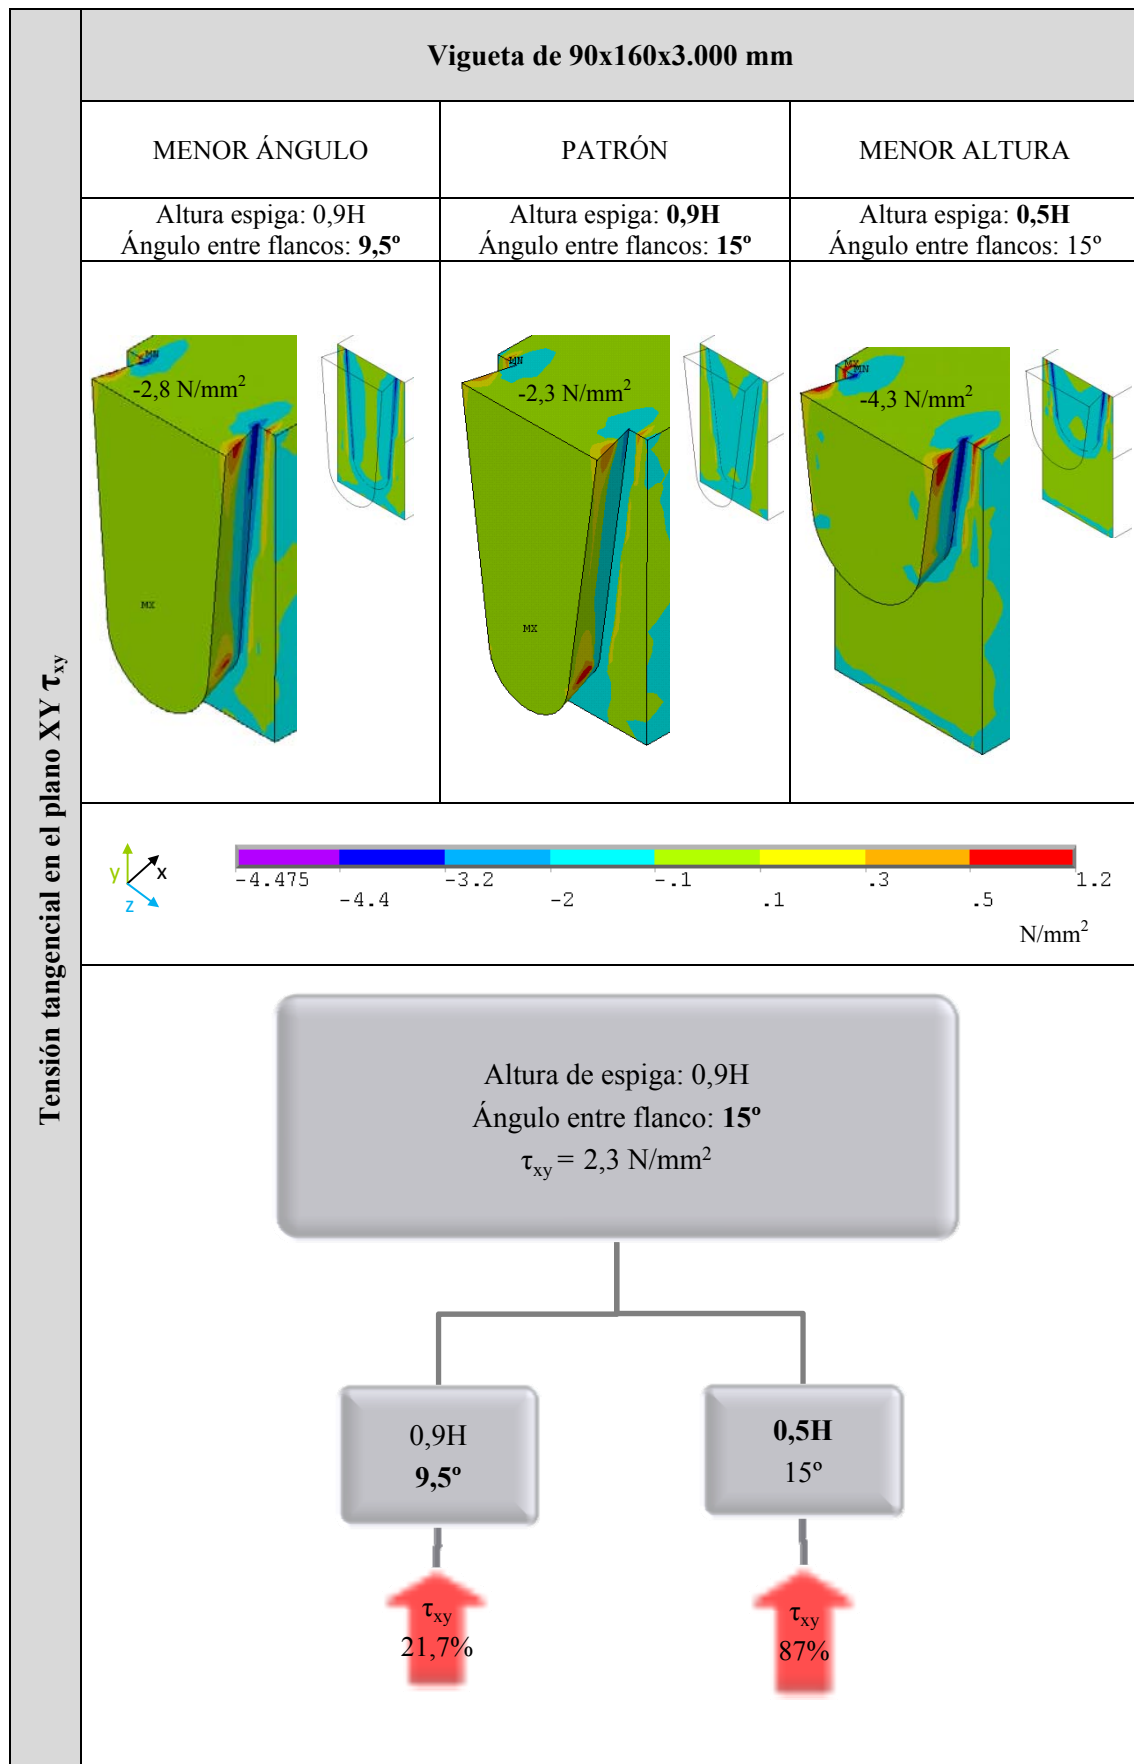 Vigueta de 90x160x3.000 mm
Tensión tangencial en el plano XY τxy
MENOR ÁNGULO
PATRÓN
MENOR ALTURA
Altura espiga: 0,9H
Ángulo entre flancos: 9,5º
Altura espiga: 0,9H
Ángulo entre flancos: 15º
Altura espiga: 0,5H
Ángulo entre flancos: 15º
MN
-2,8 N/mm²
MX
MN
-2,3 N/mm²
MX
MX
MN
-4,3 N/mm²
y
x
z
-4.475
-4.4
-3.2
-2
-.1
.1
.3
.5
1.2
N/mm²
Altura de espiga: 0,9H
Ángulo entre flanco: 15º
τxy = 2,3 N/mm²
0,9H
9,5º
0,5H
15º
τxy
21,7%
τxy
87%